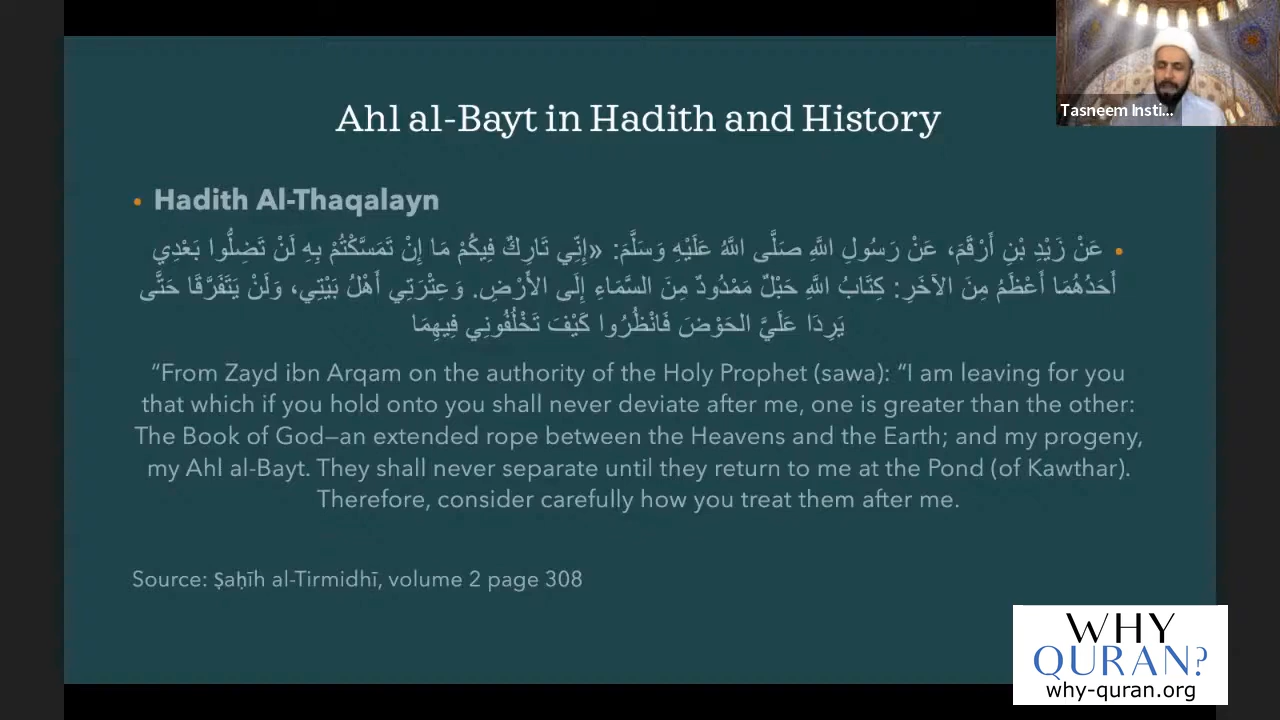 Tasneem Insti...
Ahl al-Bayt in Hadith and History
• Hadith Al-Thaqalayn
• عَنْ زَيْدِ بْنِ أَرْقَمَ، عَنْ رَسُولِ اللَّهِ صَلَّى اللَّهُ عَلَيْهِ وَسَلَّمَ: «إِنِّي تَارِكٌ فِيكُمْ مَا إِنْ تَمَسَّكْتُمْ بِهِ لَنْ تَضِلُّوا بَعْدِي
أَحَدُهُمَا أَعْظَمُ مِنَ الآخَرِ: كِتَابُ اللَّهِ حَبْلٌ مَمْدُودٌ مِنَ السَّمَاءِ إِلَى الأَرْضِ. وَعِتْرَتِي أَهْلُ بَيْتِي، وَلَنْ يَتَفَرَّقَا حَتَّى
يَرِدَا عَلَيَّ الحَوْضَ فَانْظُرُوا كَيْفَ تَخْلُفُونِي فِيهِمَا
“From Zayd ibn Arqam on the authority of the Holy Prophet (sawa): “I am leaving for you
that which if you hold onto you shall never deviate after me, one is greater than the other:
The Book of God—an extended rope between the Heavens and the Earth; and my progeny,
my Ahl al-Bayt. They shall never separate until they return to me at the Pond (of Kawthar).
Therefore, consider carefully how you treat them after me.
Source: Ṣaḥīh al-Tirmidhī, volume 2 page 308
WHY
QURAN?
why-quran.org